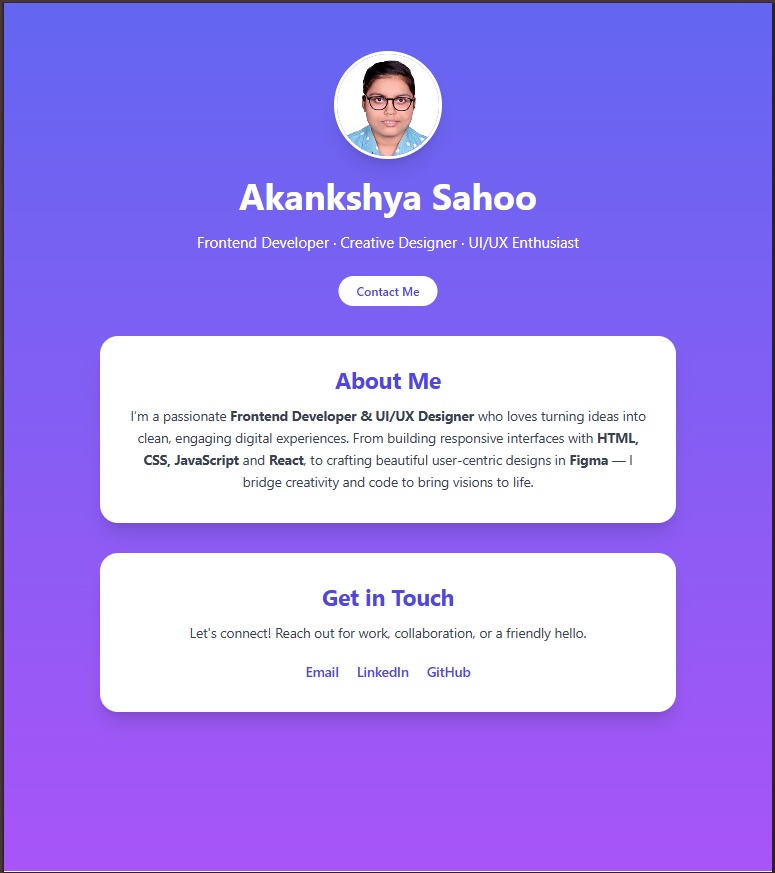 Akankshya Sahoo
Frontend Developer · Creative Designer · UI/UX Enthusiast
Contact Me
About Me
I’m a passionate Frontend Developer & UI/UX Designer who loves turning ideas into
clean, engaging digital experiences. From building responsive interfaces with HTML,
CSS, JavaScript and React, to crafting beautiful user-centric designs in Figma — I
bridge creativity and code to bring visions to life.
Get in Touch
Let's connect! Reach out for work, collaboration, or a friendly hello.
Email LinkedIn GitHub